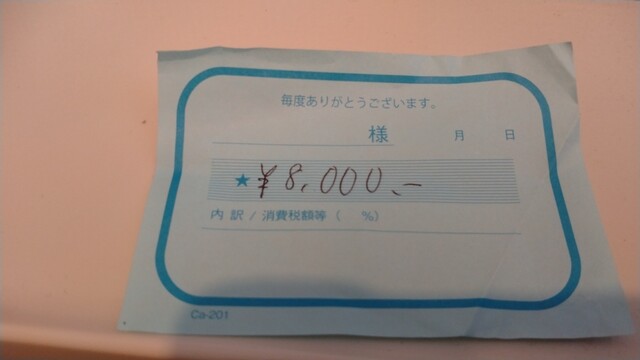 毎度ありがとうございます。
様 月 日
★ ¥8,000.-
内訳 / 消費税額等 ( %)
Ca-201